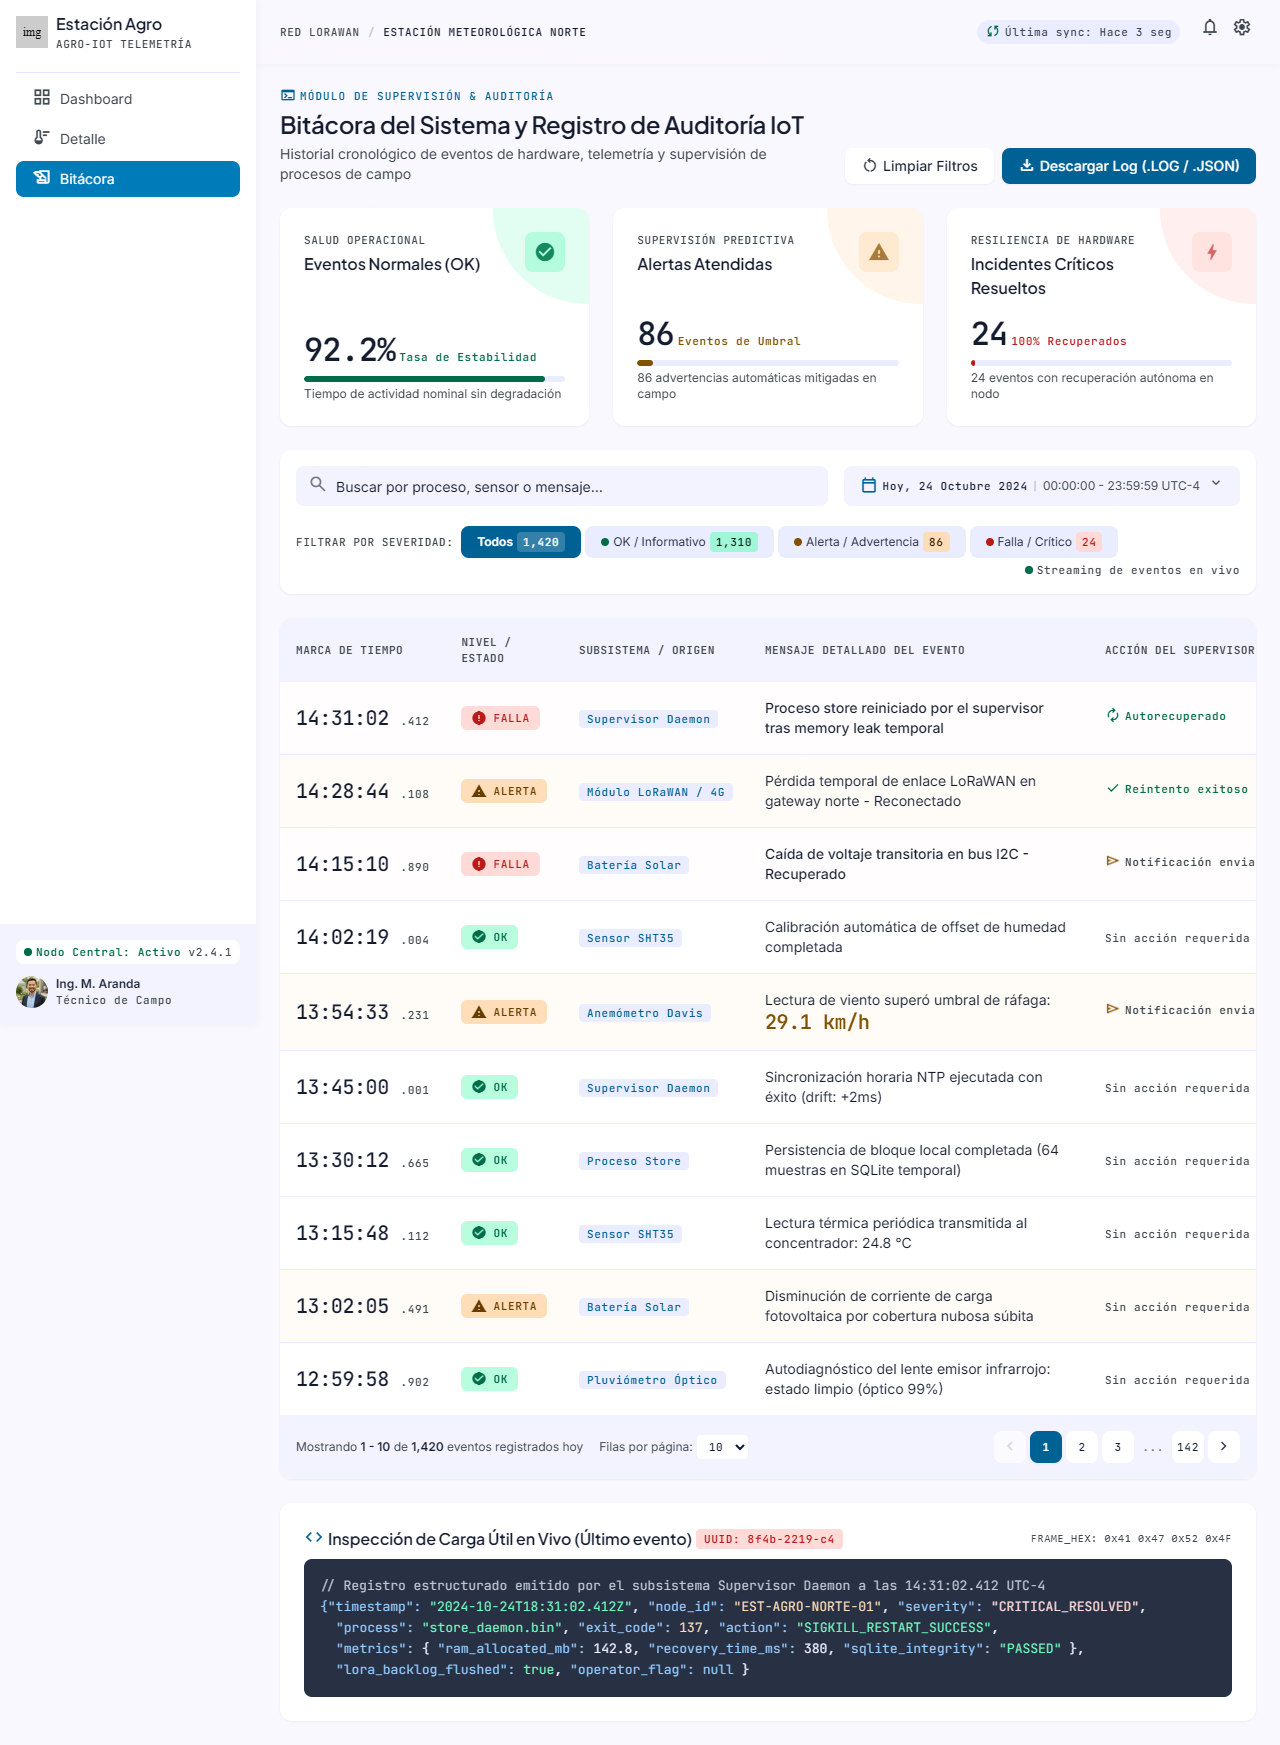 img
Estación Agro
AGRO-IOT TELEMETRÍA
Dashboard
Detalle
Bitácora
Nodo Central: Activo v2.4.1
Ing. M. Aranda
Técnico de Campo
RED LORAWAN / ESTACIÓN METEOROLÓGICA NORTE
Última sync: Hace 3 seg
MÓDULO DE SUPERVISIÓN & AUDITORÍA
Bitácora del Sistema y Registro de Auditoría IoT
Historial cronológico de eventos de hardware, telemetría y supervisión de
procesos de campo
Limpiar Filtros
Descargar Log (.LOG / .JSON)
SALUD OPERACIONAL
Eventos Normales (OK)
92.2% Tasa de Estabilidad
Tiempo de actividad nominal sin degradación
SUPERVISIÓN PREDICTIVA
Alertas Atendidas
86 Eventos de Umbral
86 advertencias automáticas mitigadas en
campo
RESILIENCIA DE HARDWARE
Incidentes Críticos
Resueltos
24 100% Recuperados
24 eventos con recuperación autónoma en
nodo
Buscar por proceso, sensor o mensaje...
Hoy, 24 Octubre 2024 | 00:00:00 - 23:59:59 UTC-4
FILTRAR POR SEVERIDAD: Todos 1,420 OK / Informativo 1,310 Alerta / Advertencia 86 Falla / Crítico 24
Streaming de eventos en vivo
MARCA DE TIEMPO NIVEL / ESTADO SUBSISTEMA / ORIGEN MENSAJE DETALLADO DEL EVENTO ACCIÓN DEL SUPERVISOR
14:31:02 .412 FALLA Supervisor Daemon Proceso store reiniciado por el supervisor
tras memory leak temporal Autorecuperado
14:28:44 .108 ALERTA Módulo LoRaWAN / 4G Pérdida temporal de enlace LoRaWAN en
gateway norte - Reconectado Reintento exitoso
14:15:10 .890 FALLA Batería Solar Caída de voltaje transitoria en bus I2C -
Recuperado Notificación envia
14:02:19 .004 OK Sensor SHT35 Calibración automática de offset de humedad
completada Sin acción requerida
13:54:33 .231 ALERTA Anemómetro Davis Lectura de viento superó umbral de ráfaga:
29.1 km/h Notificación envia
13:45:00 .001 OK Supervisor Daemon Sincronización horaria NTP ejecutada con
éxito (drift: +2ms) Sin acción requerida
13:30:12 .665 OK Proceso Store Persistencia de bloque local completada (64
muestras en SQLite temporal) Sin acción requerida
13:15:48 .112 OK Sensor SHT35 Lectura térmica periódica transmitida al
concentrador: 24.8 °C Sin acción requerida
13:02:05 .491 ALERTA Batería Solar Disminución de corriente de carga
fotovoltaica por cobertura nubosa súbita Sin acción requerida
12:59:58 .902 OK Pluviómetro Óptico Autodiagnóstico del lente emisor infrarrojo:
estado limpio (óptico 99%) Sin acción requerida
Mostrando 1 - 10 de 1,420 eventos registrados hoy Filas por página: 10
1 2 3 ... 142
Inspección de Carga Útil en Vivo (Último evento) UUID: 8f4b-2219-c4
FRAME_HEX: 0x41 0x47 0x52 0x4F
// Registro estructurado emitido por el subsistema Supervisor Daemon a las 14:31:02.412 UTC-4
{"timestamp": "2024-10-24T18:31:02.412Z", "node_id": "EST-AGRO-NORTE-01", "severity": "CRITICAL_RESOLVED",
"process": "store_daemon.bin", "exit_code": 137, "action": "SIGKILL_RESTART_SUCCESS",
"metrics": { "ram_allocated_mb": 142.8, "recovery_time_ms": 380, "sqlite_integrity": "PASSED" },
"lora_backlog_flushed": true, "operator_flag": null }